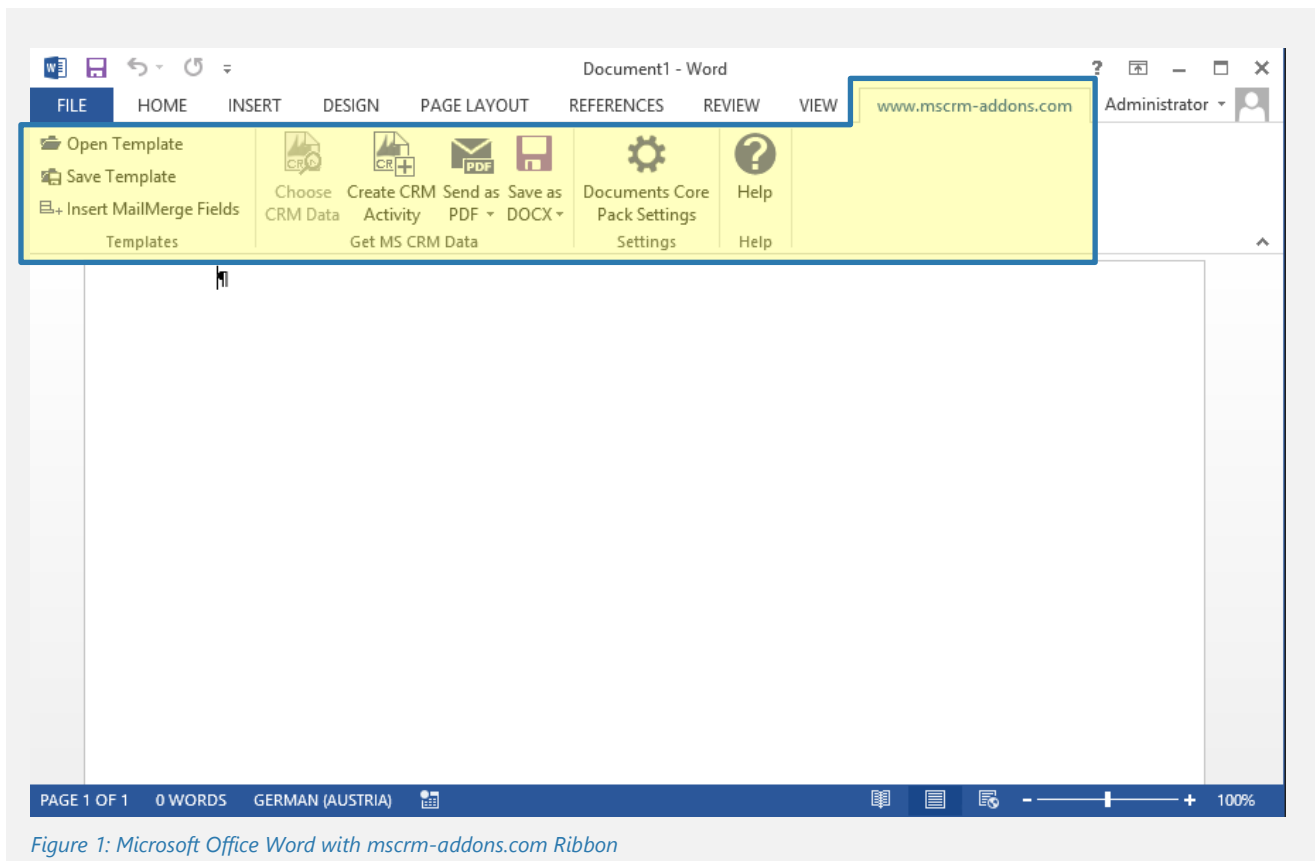 Document1 - Word
?
FILE HOME INSERT DESIGN PAGE LAYOUT REFERENCES REVIEW VIEW www.mscrm-addons.com Administrator
Open Template
Save Template
Insert MailMerge Fields
Templates
CRM
Choose
CRM Data
CR
Create CRM
Activity
PDF
Send as
PDF
Save as
DOCX
Get MS CRM Data
Documents Core
Pack Settings
Settings
?
Help
Help
¶
PAGE 1 OF 1 0 WORDS GERMAN (AUSTRIA) - + 100%
Figure 1: Microsoft Office Word with mscrm-addons.com Ribbon